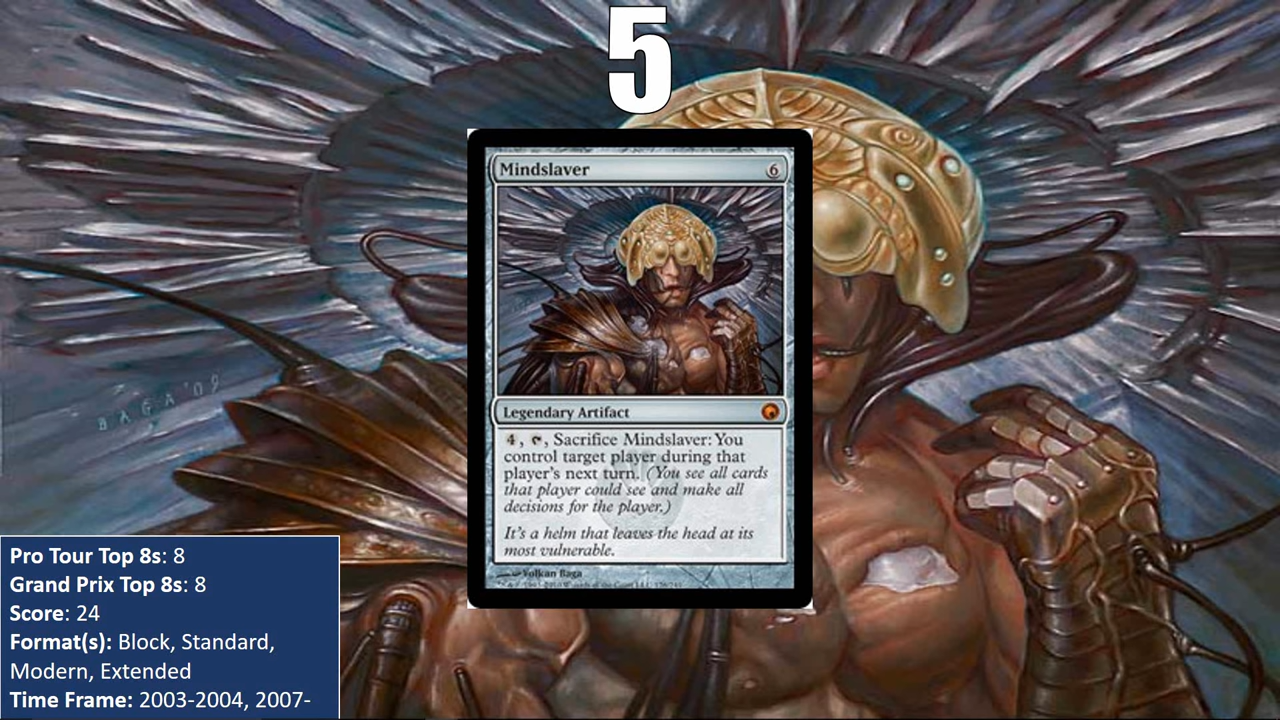 5
Mindslaver 6
Legendary Artifact
4, T, Sacrifice Mindslaver: You
control target player during that
player's next turn. (You see all cards
that player could see and make all
decisions for the player.)
It's a helm that leaves the head at its
most vulnerable.
Volkan Baga
BAGA '09
Pro Tour Top 8s: 8
Grand Prix Top 8s: 8
Score: 24
Format(s): Block, Standard,
Modern, Extended
Time Frame: 2003-2004, 2007-